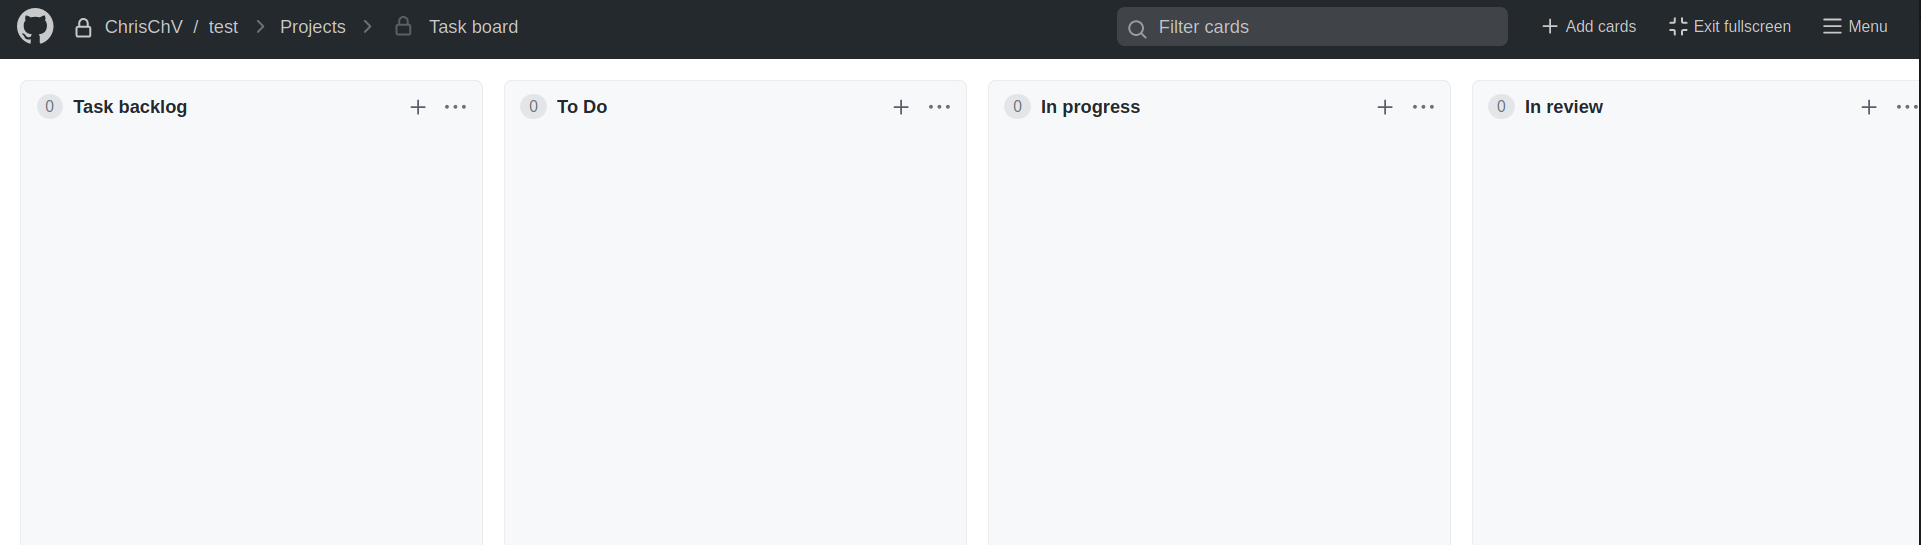 ChrisChV / test Projects Task board Filter cards Add cards Exit fullscreen Menu
0 Task backlog 0 To Do 0 In progress 0 In review